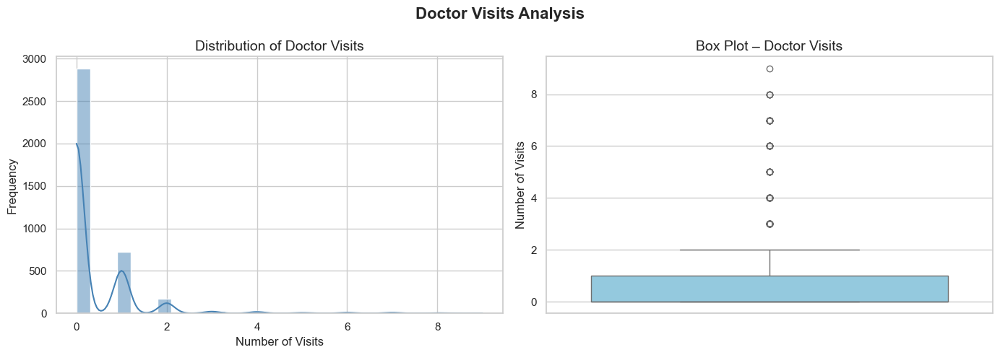 Doctor Visits Analysis
Distribution of Doctor Visits
3000
2500
2000
1500
1000
500
0
Frequency
0 2 4 6 8
Number of Visits
Box Plot – Doctor Visits
8
6
4
2
0
Number of Visits